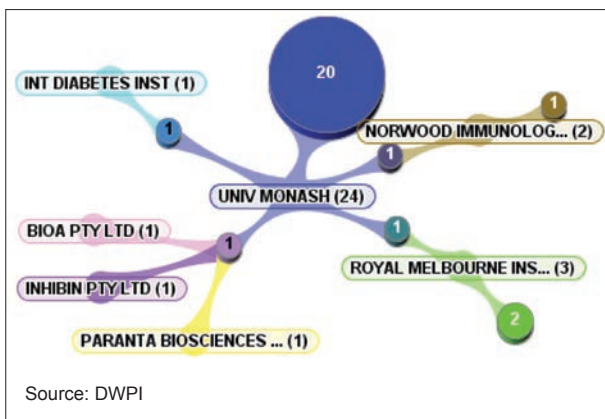 20
INT DIABETES INST (1)
1
1
NORWOOD IMMUNOLOG... (2)
1
UNIV MONASH (24)
BIOA PTY LTD (1)
1
1
INHIBIN PTY LTD (1)
ROYAL MELBOURNE INS... (3)
PARANTA BIOSCIENCES ... (1)
2
Source: DWPI